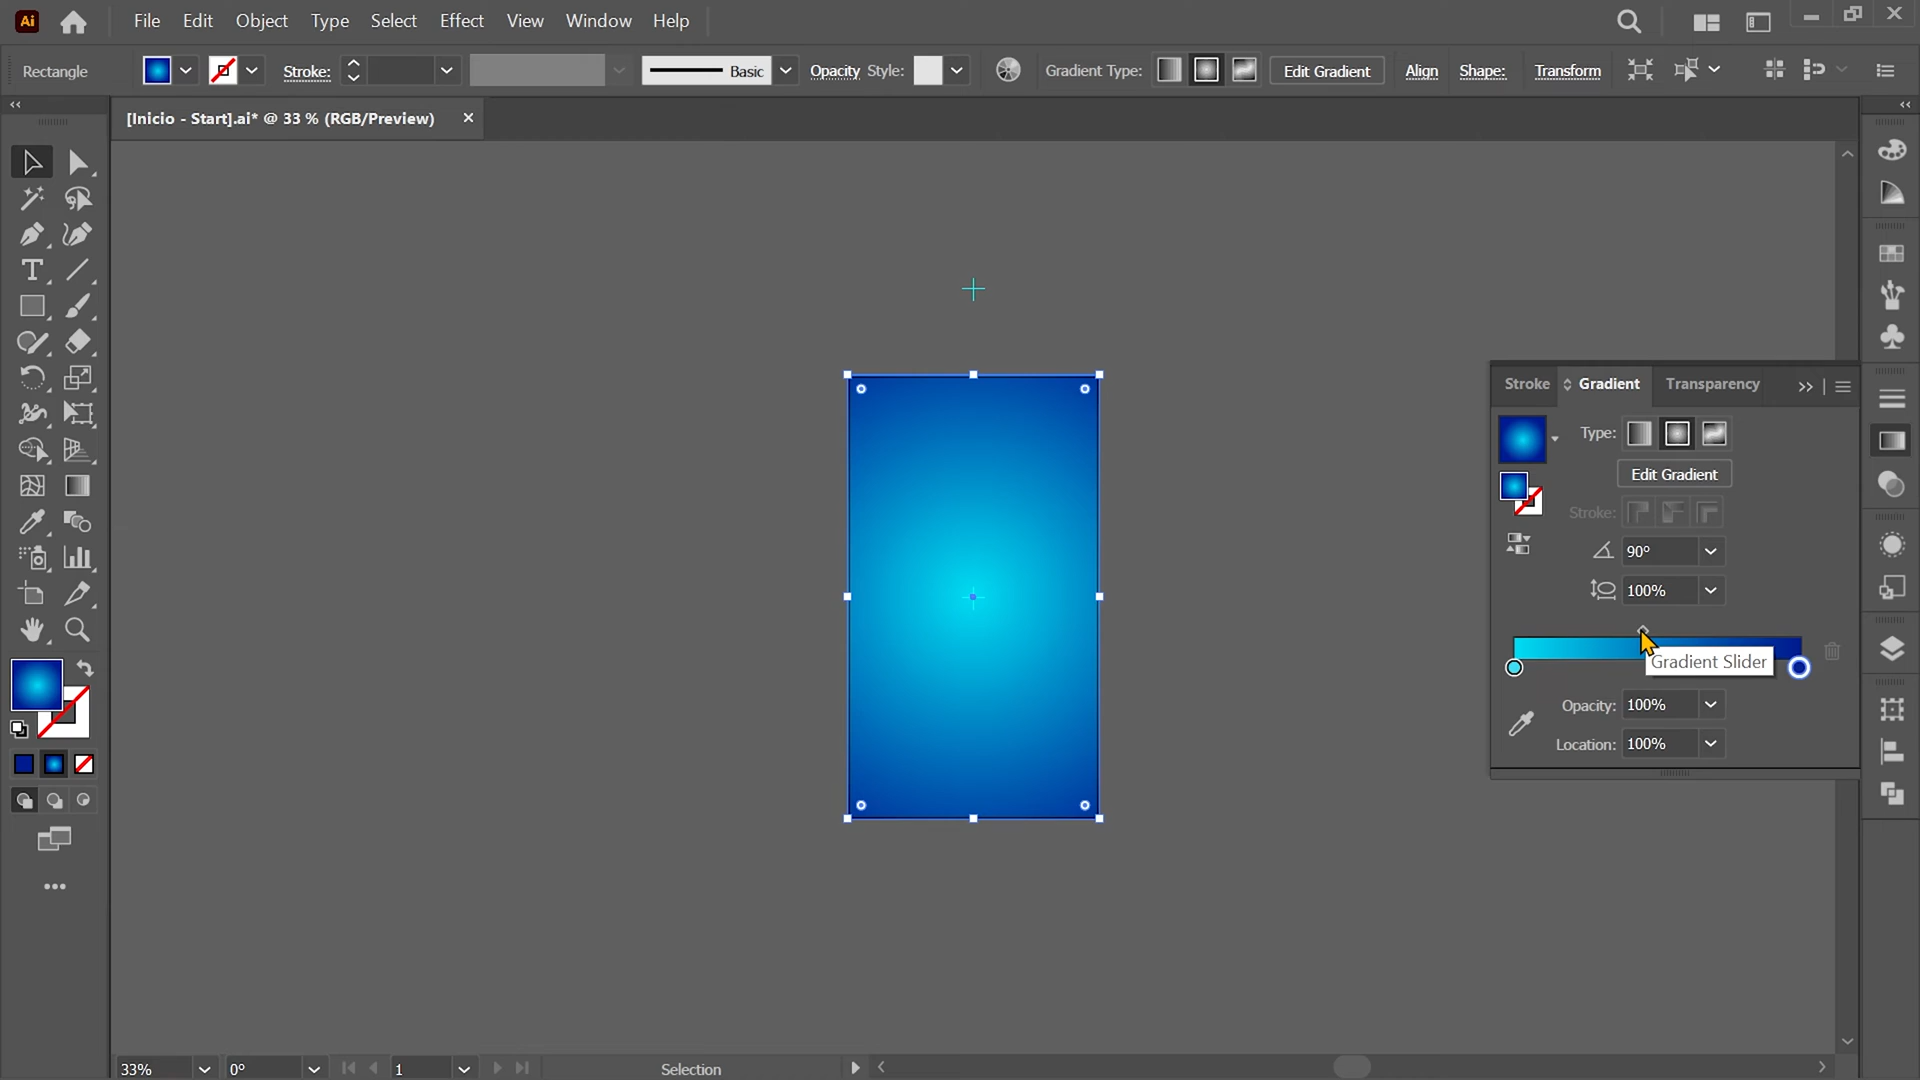 Ai File Edit Object Type Select Effect View Window Help
Rectangle Stroke: Basic Opacity Style: Gradient Type: Edit Gradient Align Shape: Transform
[Inicio - Start].ai* @ 33 % (RGB/Preview)
Stroke Gradient Transparency
Type:
Edit Gradient
Stroke:
90°
100%
Gradient Slider
Opacity: 100%
Location: 100%
33% 0° 1 Selection